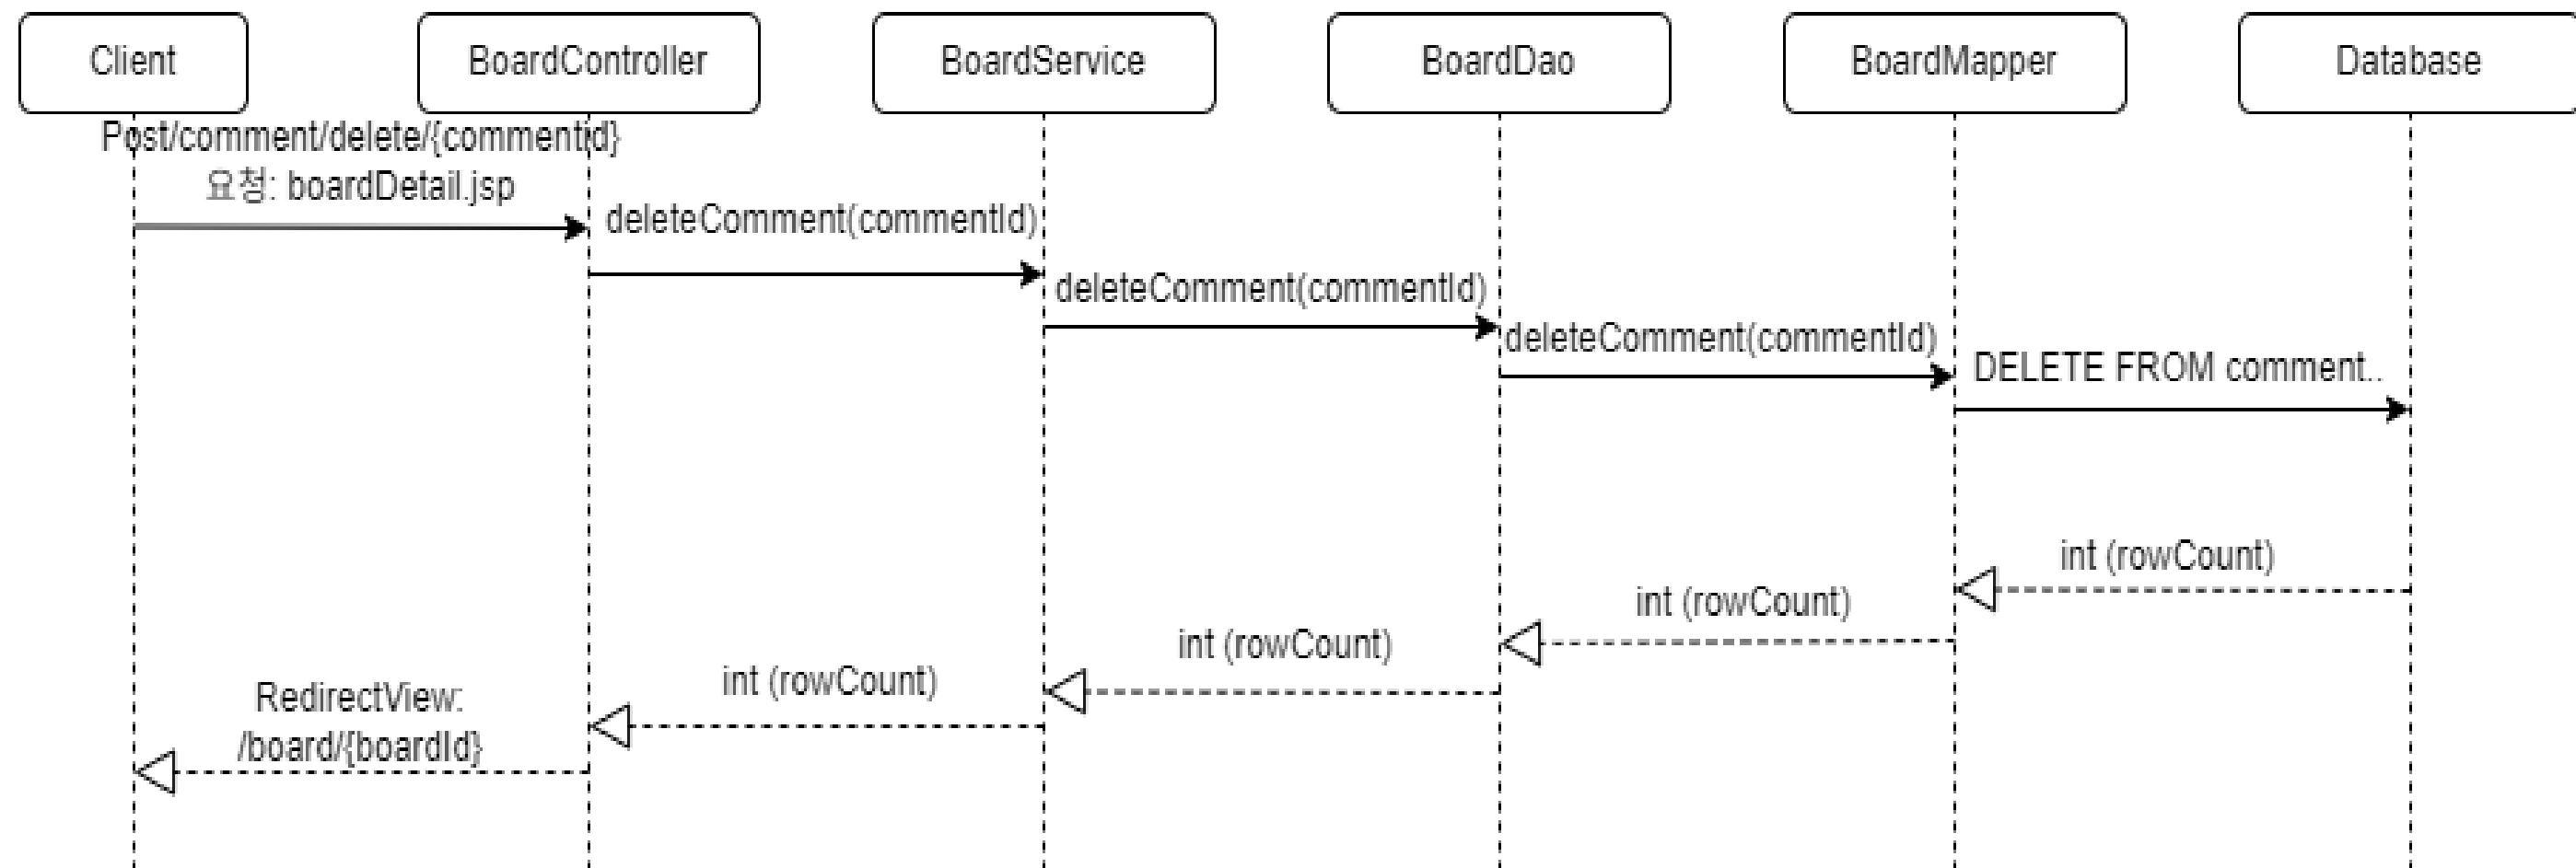 Client
BoardController
BoardService
BoardDao
BoardMapper
Database
Post/comment/delete/{commentid}
요청: boardDetail.jsp
deleteComment(commentId)
deleteComment(commentId)
deleteComment(commentId)
DELETE FROM comment..
int (rowCount)
int (rowCount)
int (rowCount)
int (rowCount)
RedirectView:
/board/{boardId}